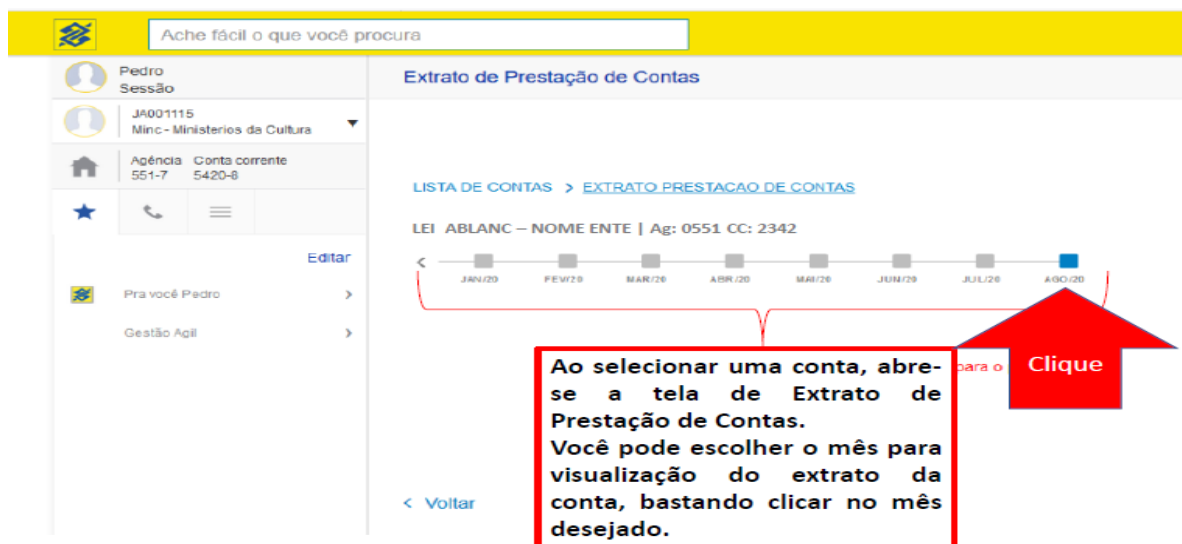 Ache fácil o que você procura
Pedro
Sessão
Extrato de Prestação de Contas
JA001115
Minc - Ministerios da Cultura
Agência Conta corrente
551-7 5420-8
LISTA DE CONTAS > EXTRATO PRESTACAO DE CONTAS
LEI ABLANC – NOME ENTE | Ag: 0551 CC: 2342
Editar
JAN/20 FEV/20 MAR/20 ABR/20 MAI/20 JUN/20 JUL/20 AGO/20
Pra você Pedro
Gestão Agil
Ao selecionar uma conta, abre-
se a tela de Extrato de
Prestação de Contas.
Você pode escolher o mês para
visualização do extrato da
conta, bastando clicar no mês
desejado.
para o
Clique
< Voltar